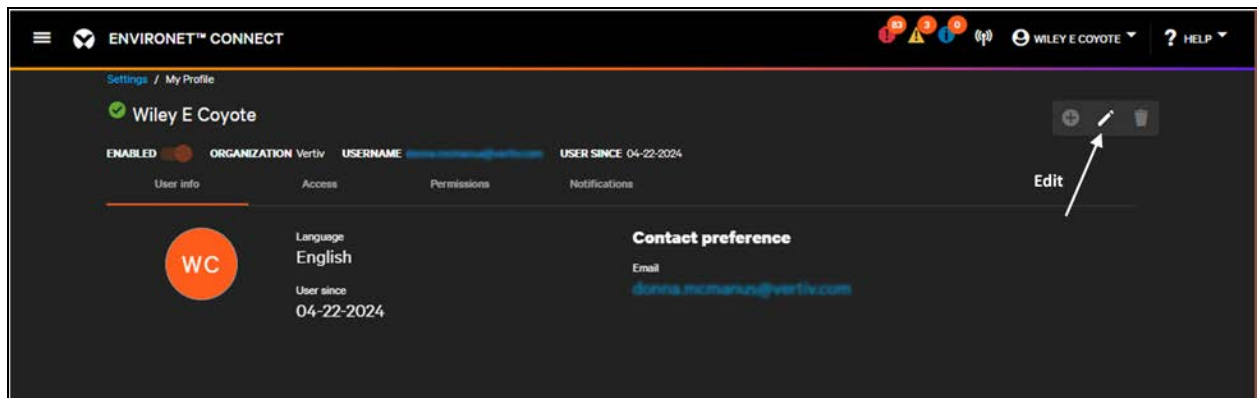 ENVIRONET™ CONNECT
83
3
0
WILEY E COYOTE
? HELP
Settings / My Profile
Wiley E Coyote
ENABLED ORGANIZATION Vertiv USERNAME USER SINCE 04-22-2024
User info Access Permissions Notifications
Edit
WC
Language
English
User since
04-22-2024
Contact preference
Email